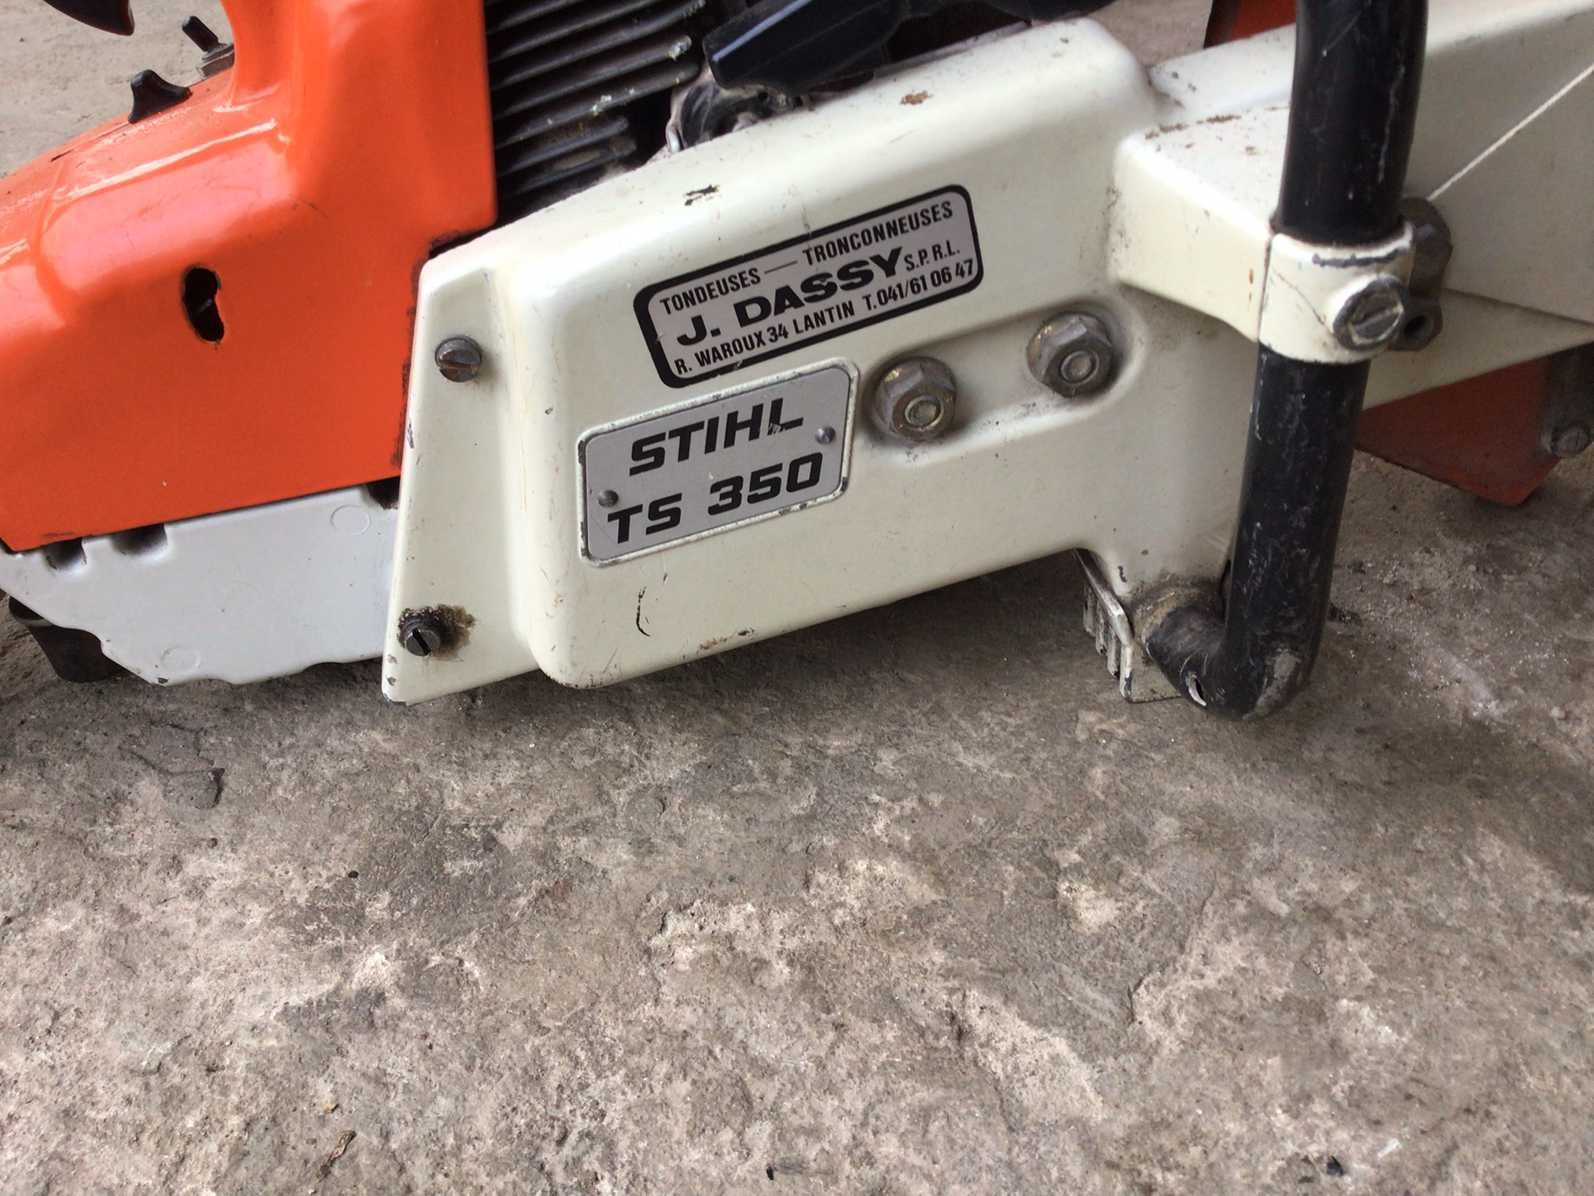 TONDEUSES — TRONCONNEUSES
J. DASSY S.P.R.L.
R. WAROUX 34 LANTIN T.041/61 06 47
STIHL
TS 350